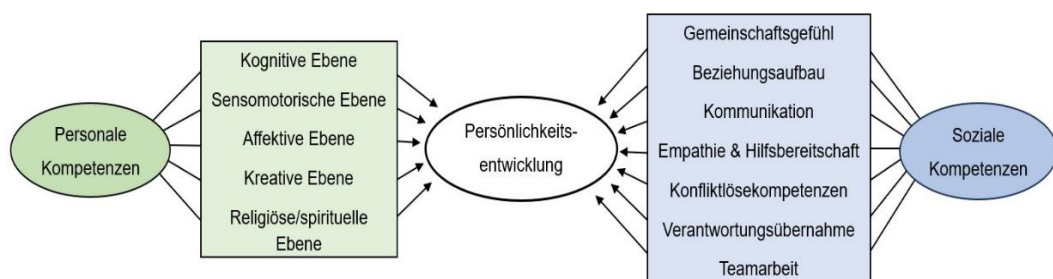 Personale
Kompetenzen
Kognitive Ebene
Sensomotorische Ebene
Affektive Ebene
Kreative Ebene
Religiöse/spirituelle
Ebene
Persönlichkeits-
entwicklung
Gemeinschaftsgefühl
Beziehungsaufbau
Kommunikation
Empathie & Hilfsbereitschaft
Konfliktlösekompetenzen
Verantwortungsübernahme
Teamarbeit
Soziale
Kompetenzen